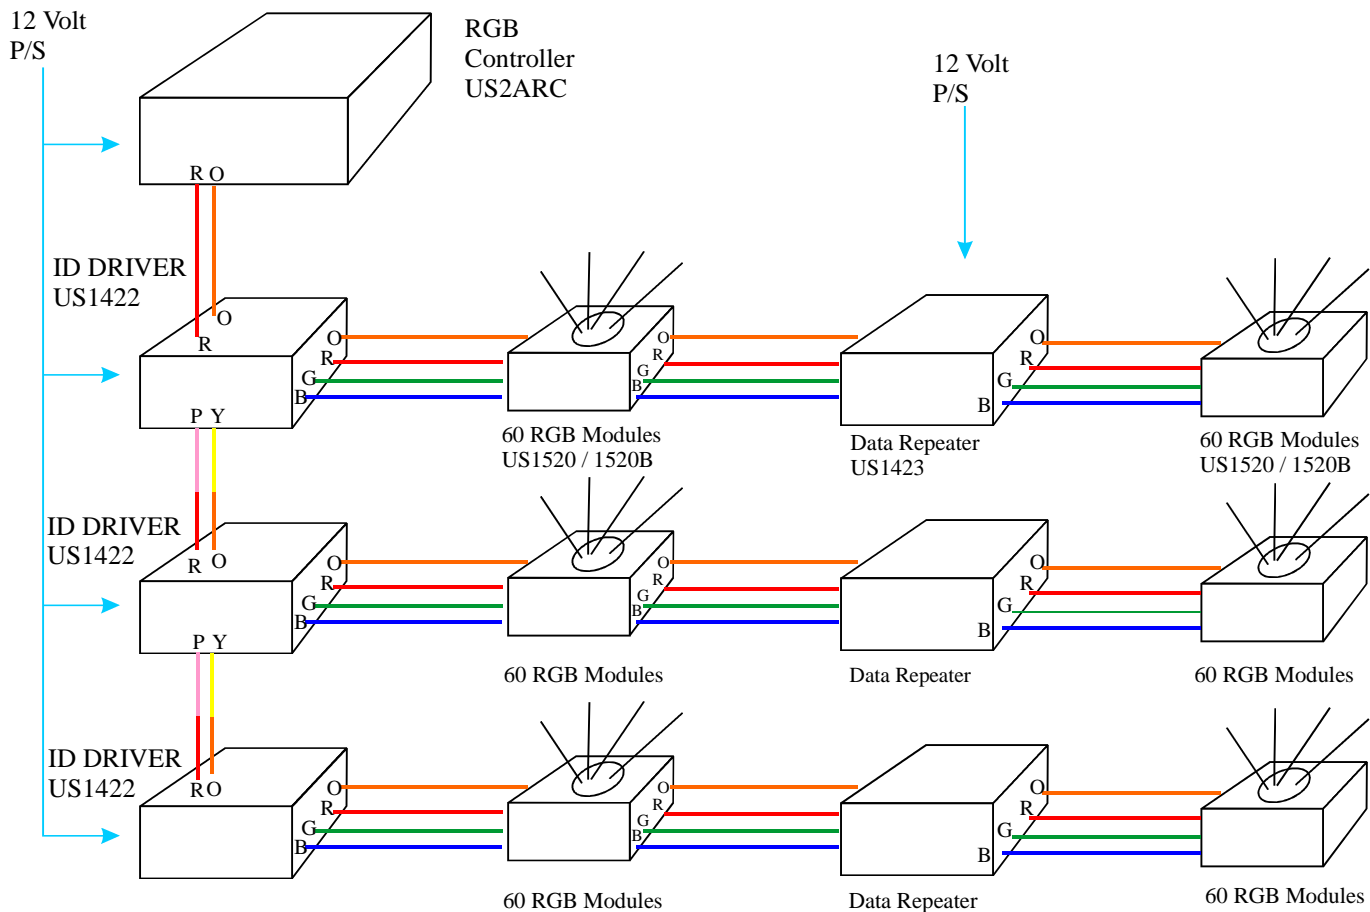 12 Volt
P/S
RGB
Controller
US2ARC
12 Volt
P/S
R O
ID DRIVER
US1422
O
R
O
R
G
B
O
R
G
B
O
R
G
B
P Y
60 RGB Modules
US1520 / 1520B
Data Repeater
US1423
60 RGB Modules
US1520 / 1520B
ID DRIVER
US1422
R O
O
R
G
B
O
R
G
B
O
R
G
B
P Y
60 RGB Modules
Data Repeater
60 RGB Modules
ID DRIVER
US1422
R O
O
R
G
B
O
R
G
B
O
R
G
B
60 RGB Modules
Data Repeater
60 RGB Modules